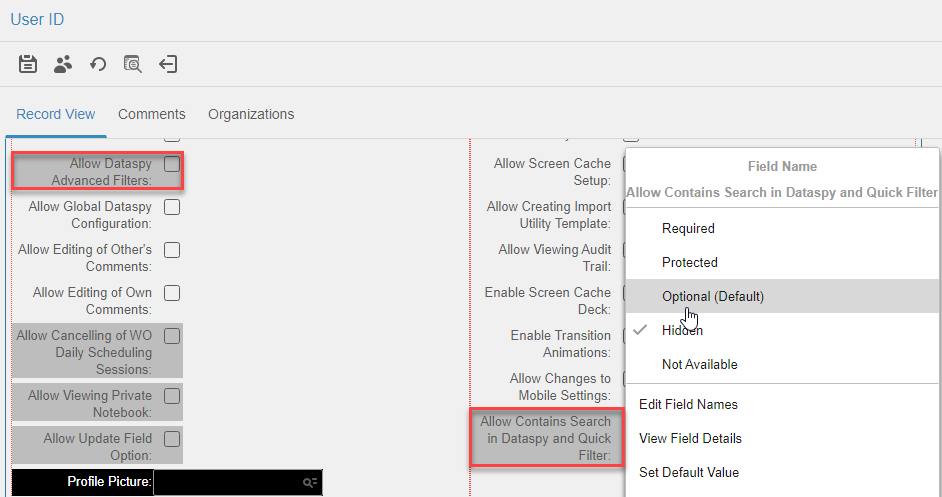 User ID
Record View Comments Organizations
Allow Dataspy
Advanced Filters:
Allow Global Dataspy
Configuration:
Allow Editing of Other's
Comments:
Allow Editing of Own
Comments:
Allow Cancelling of WO
Daily Scheduling
Sessions:
Allow Viewing Private
Notebook:
Allow Update Field
Option:
Profile Picture:
Allow Screen Cache
Setup:
Allow Creating Import
Utility Template:
Allow Viewing Audit
Trail:
Enable Screen Cache
Deck:
Enable Transition
Animations:
Allow Changes to
Mobile Settings:
Allow Contains Search
in Dataspy and Quick
Filter:
Field Name
Allow Contains Search in Dataspy and Quick Filter
Required
Protected
Optional (Default)
Hidden
Not Available
Edit Field Names
View Field Details
Set Default Value